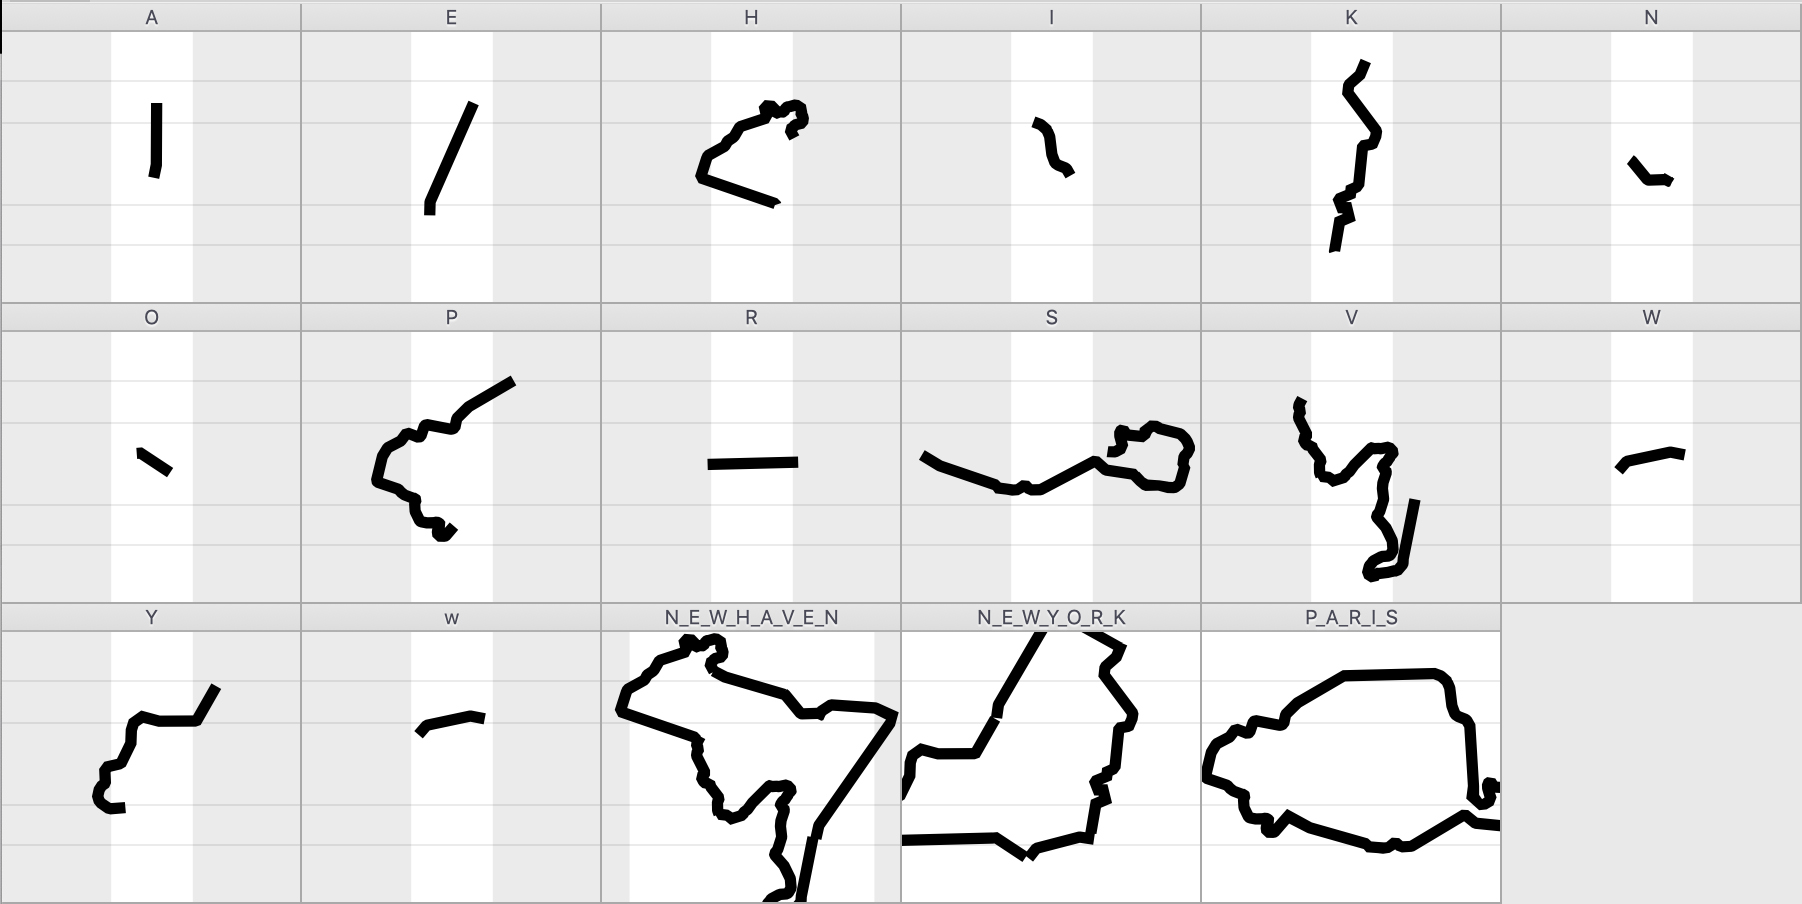 A E H I K N
O P R S V W
Y w N_E_W_H_A_V_E_N N_E_W_Y_O_R_K P_A_R_I_S